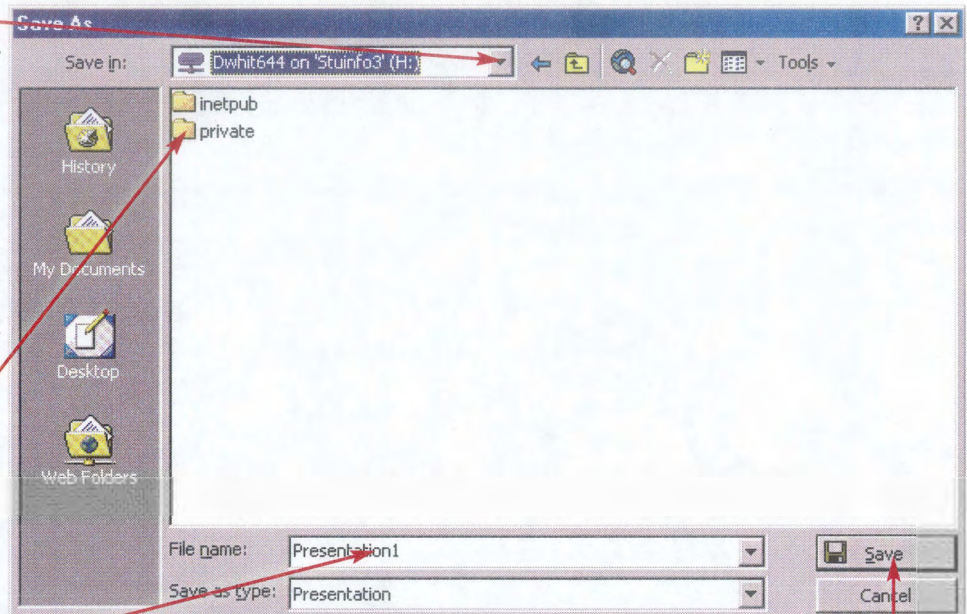 Save As
Save in:
Dwhit644 on 'Stuinfo3' (H:)
Tools
inetpub
private
History
My Documents
Desktop
Web Folders
File name:
Presentation1
Save
Save as type:
Presentation
Cancel